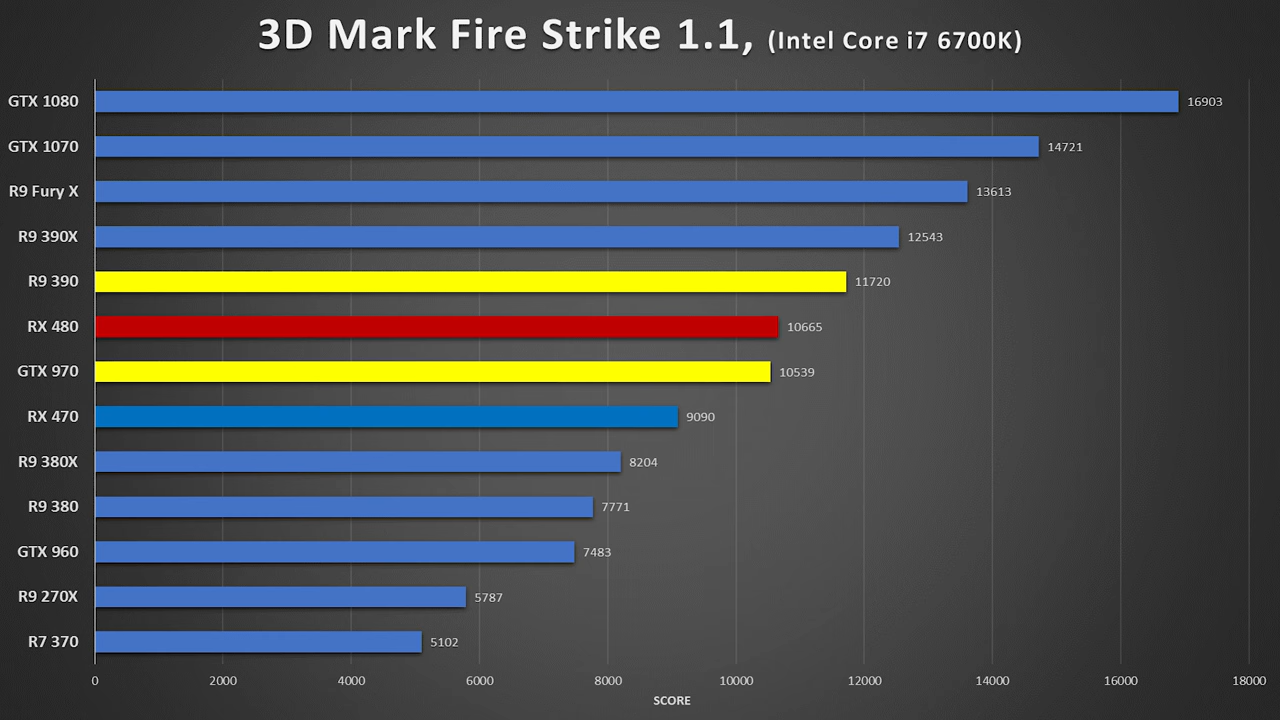 3D Mark Fire Strike 1.1, (Intel Core i7 6700K)
GTX 1080 16903
GTX 1070 14721
R9 Fury X 13613
R9 390X 12543
R9 390 11720
RX 480 10665
GTX 970 10539
RX 470 9090
R9 380X 8204
R9 380 7771
GTX 960 7483
R9 270X 5787
R7 370 5102
0 2000 4000 6000 8000 10000 12000 14000 16000 18000
SCORE